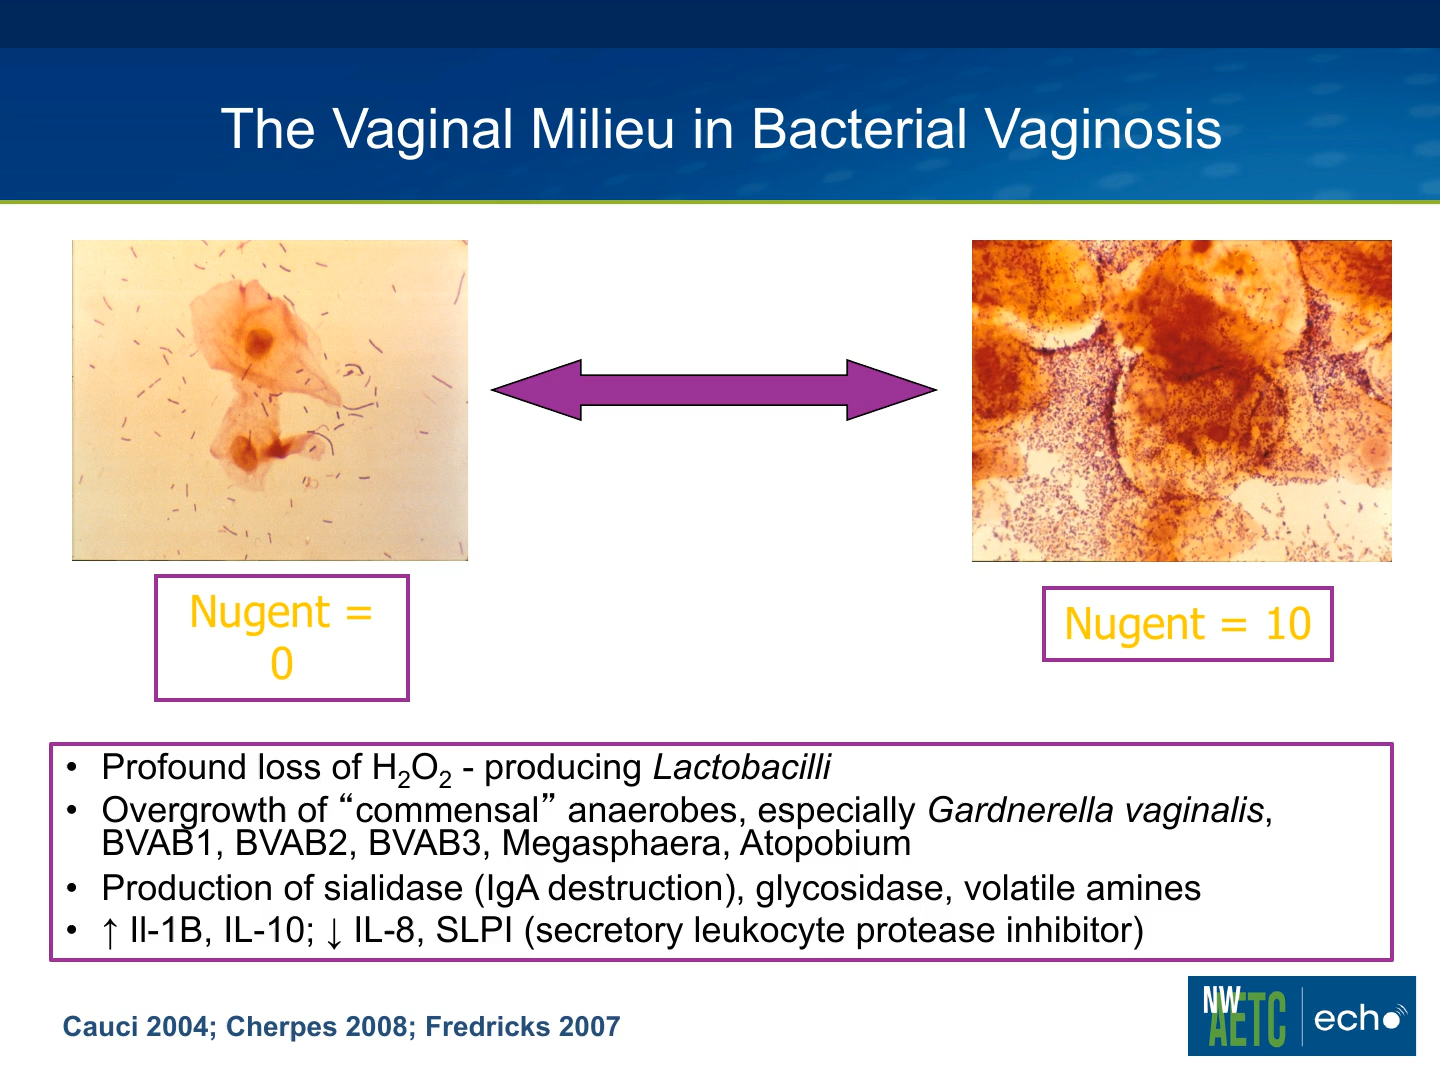 The Vaginal Milieu in Bacterial Vaginosis
Nugent =
0
Nugent = 10
• Profound loss of H₂O₂ - producing Lactobacilli
• Overgrowth of “commensal” anaerobes, especially Gardnerella vaginalis,
BVAB1, BVAB2, BVAB3, Megasphaera, Atopobium
• Production of sialidase (IgA destruction), glycosidase, volatile amines
• ↑ Il-1B, IL-10; ↓ IL-8, SLPI (secretory leukocyte protease inhibitor)
Cauci 2004; Cherpes 2008; Fredricks 2007
NW
AETC
echo